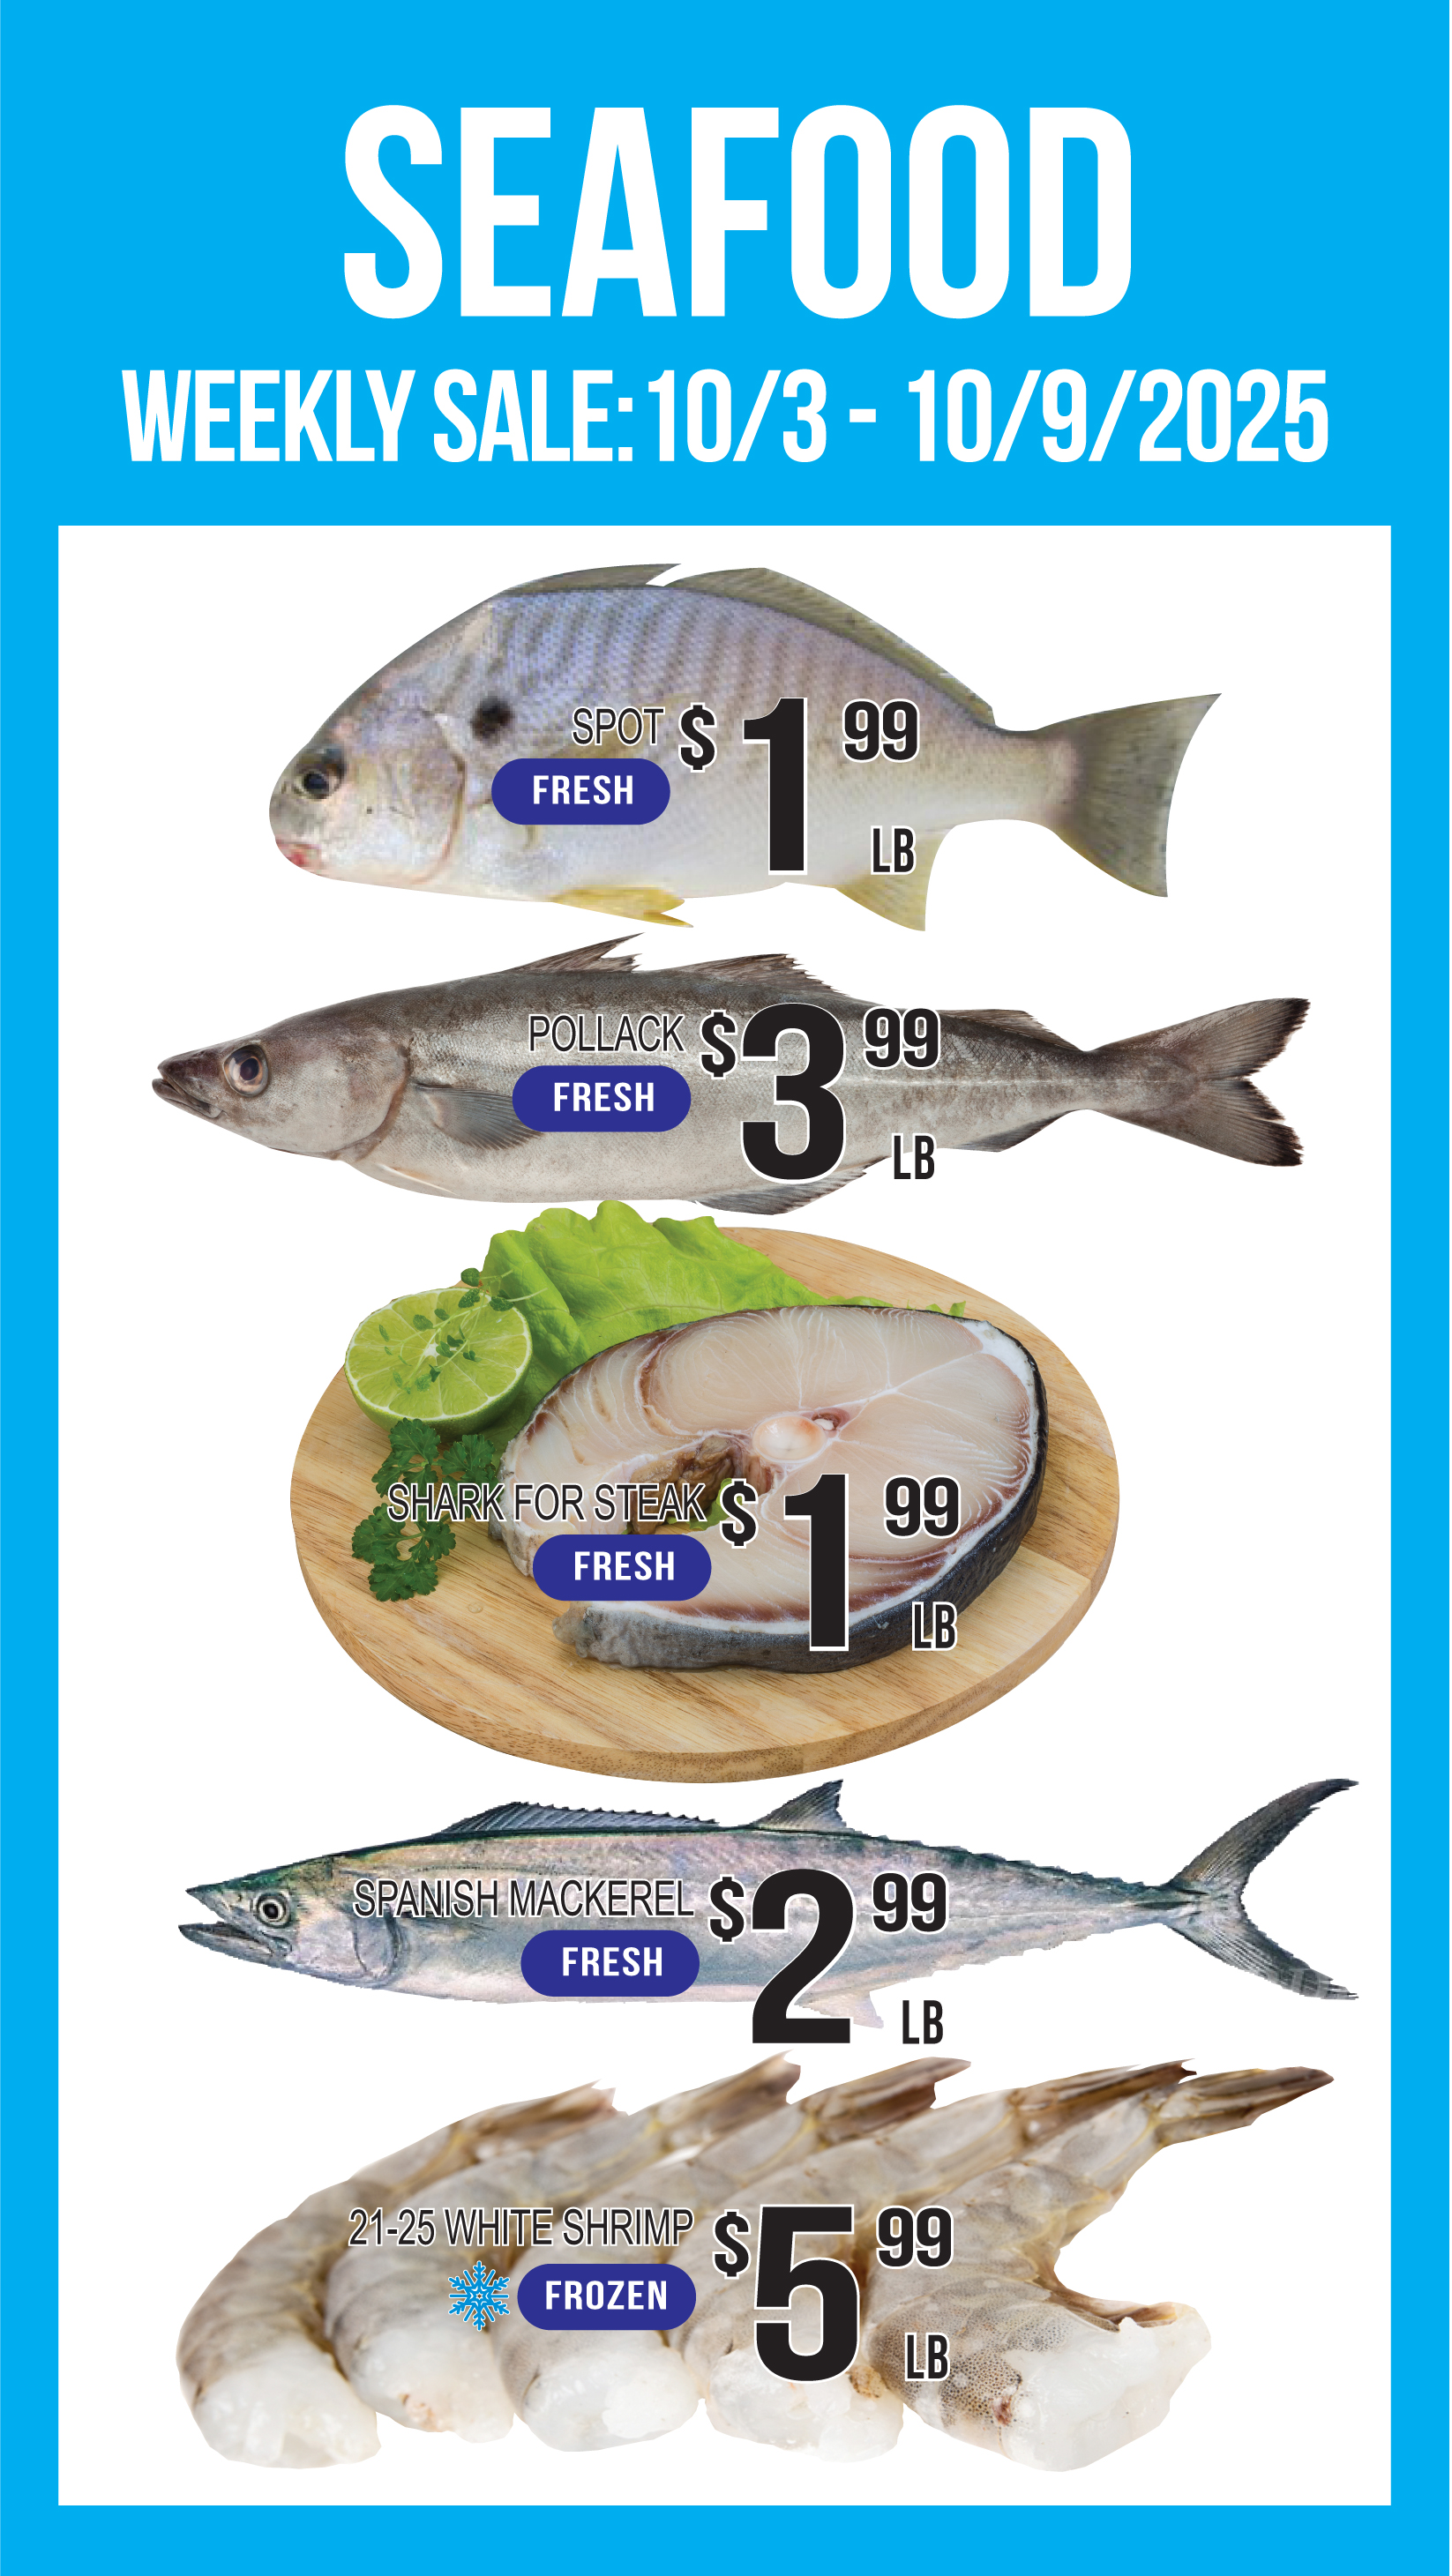 SEAFOOD
WEEKLY SALE: 10/3 - 10/9/2025
SPOT $1 99
FRESH
LB
POLLACK $3 99
FRESH
LB
SHARK FOR STEAK $1 99
FRESH
LB
SPANISH MACKEREL $2 99
FRESH
LB
21-25 WHITE SHRIMP $5 99
FROZEN
LB